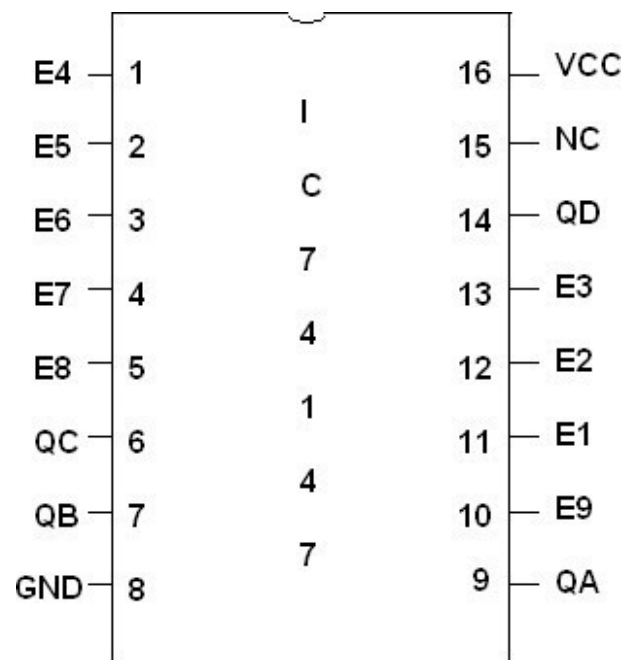 E4 1 16 VCC
I
E5 2 15 NC
C
E6 3 14 QD
7
E7 4 13 E3
4
E8 5 12 E2
1
QC 6 11 E1
4
QB 7 10 E9
7
GND 8 9 QA